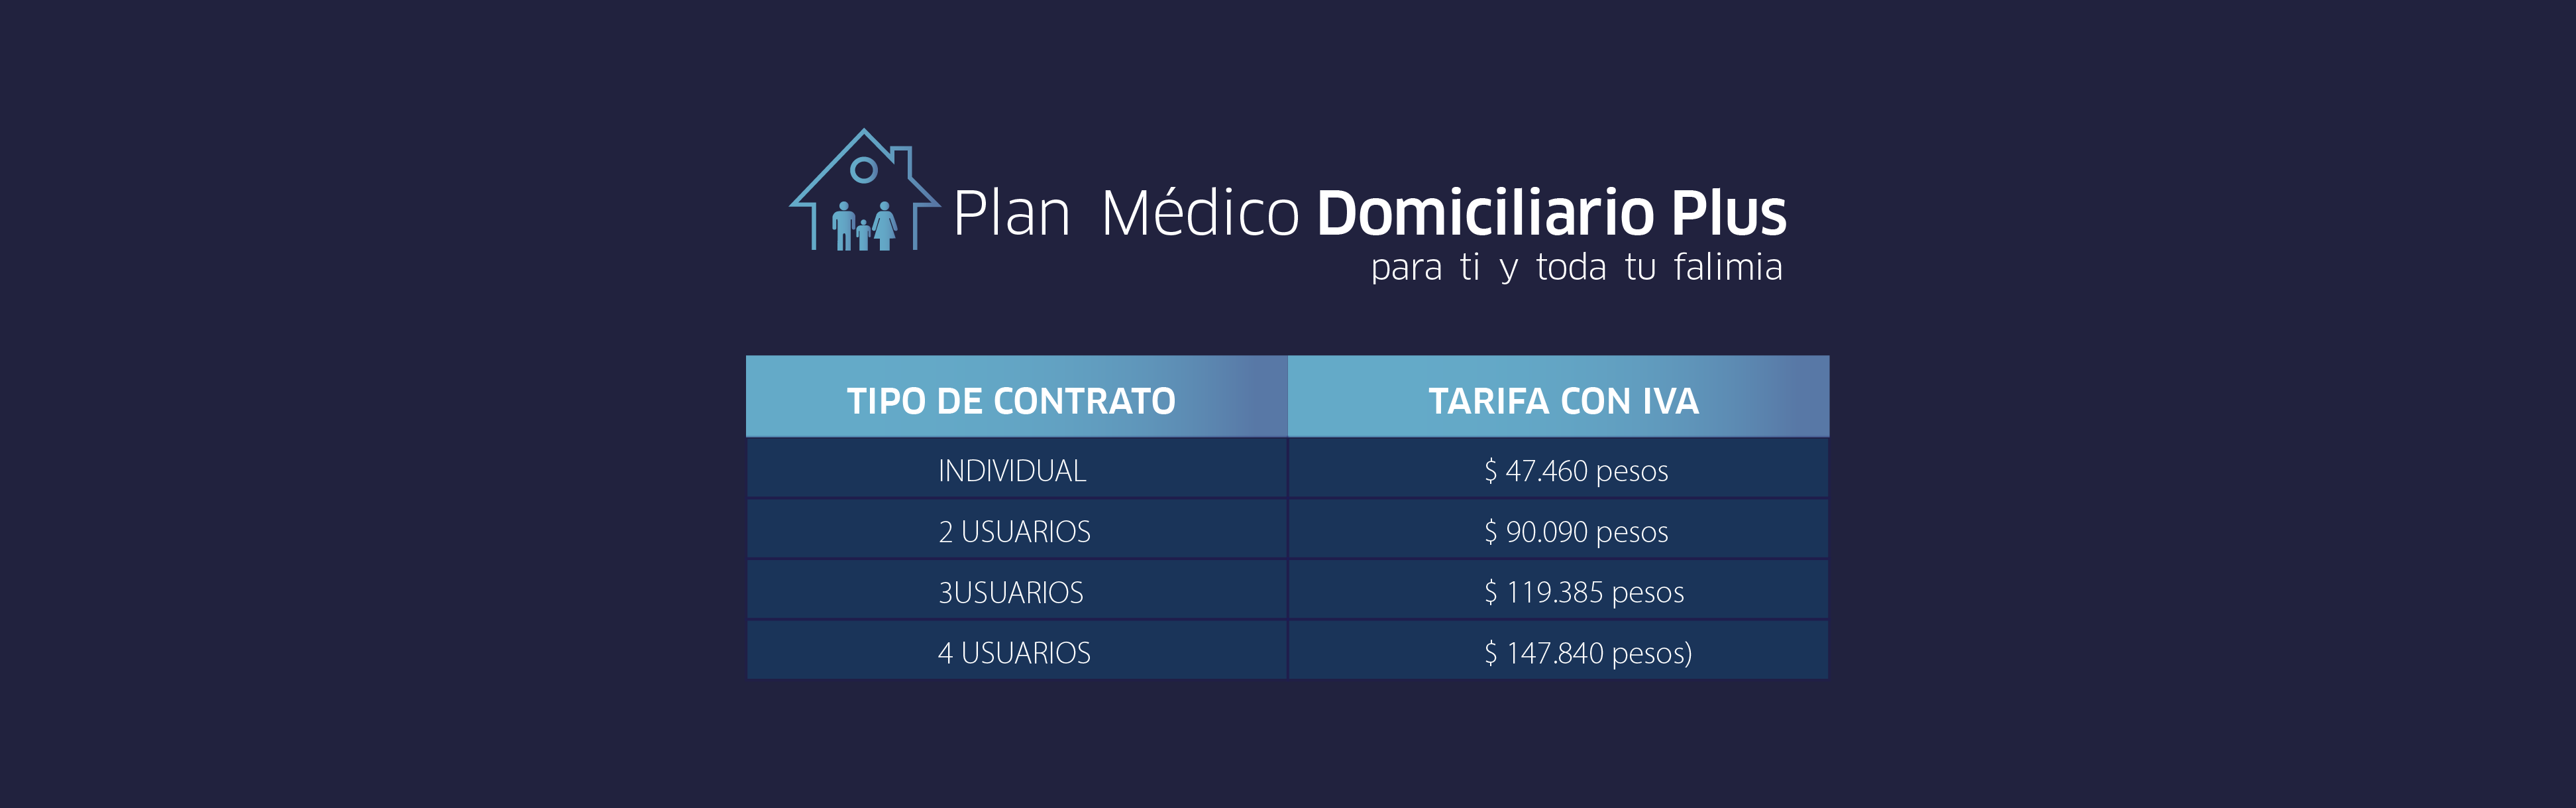 Plan Médico Domiciliario Plus
para ti y toda tu falimia
TIPO DE CONTRATO TARIFA CON IVA
INDIVIDUAL $ 47.460 pesos
2 USUARIOS $ 90.090 pesos
3USUARIOS $ 119.385 pesos
4 USUARIOS $ 147.840 pesos)